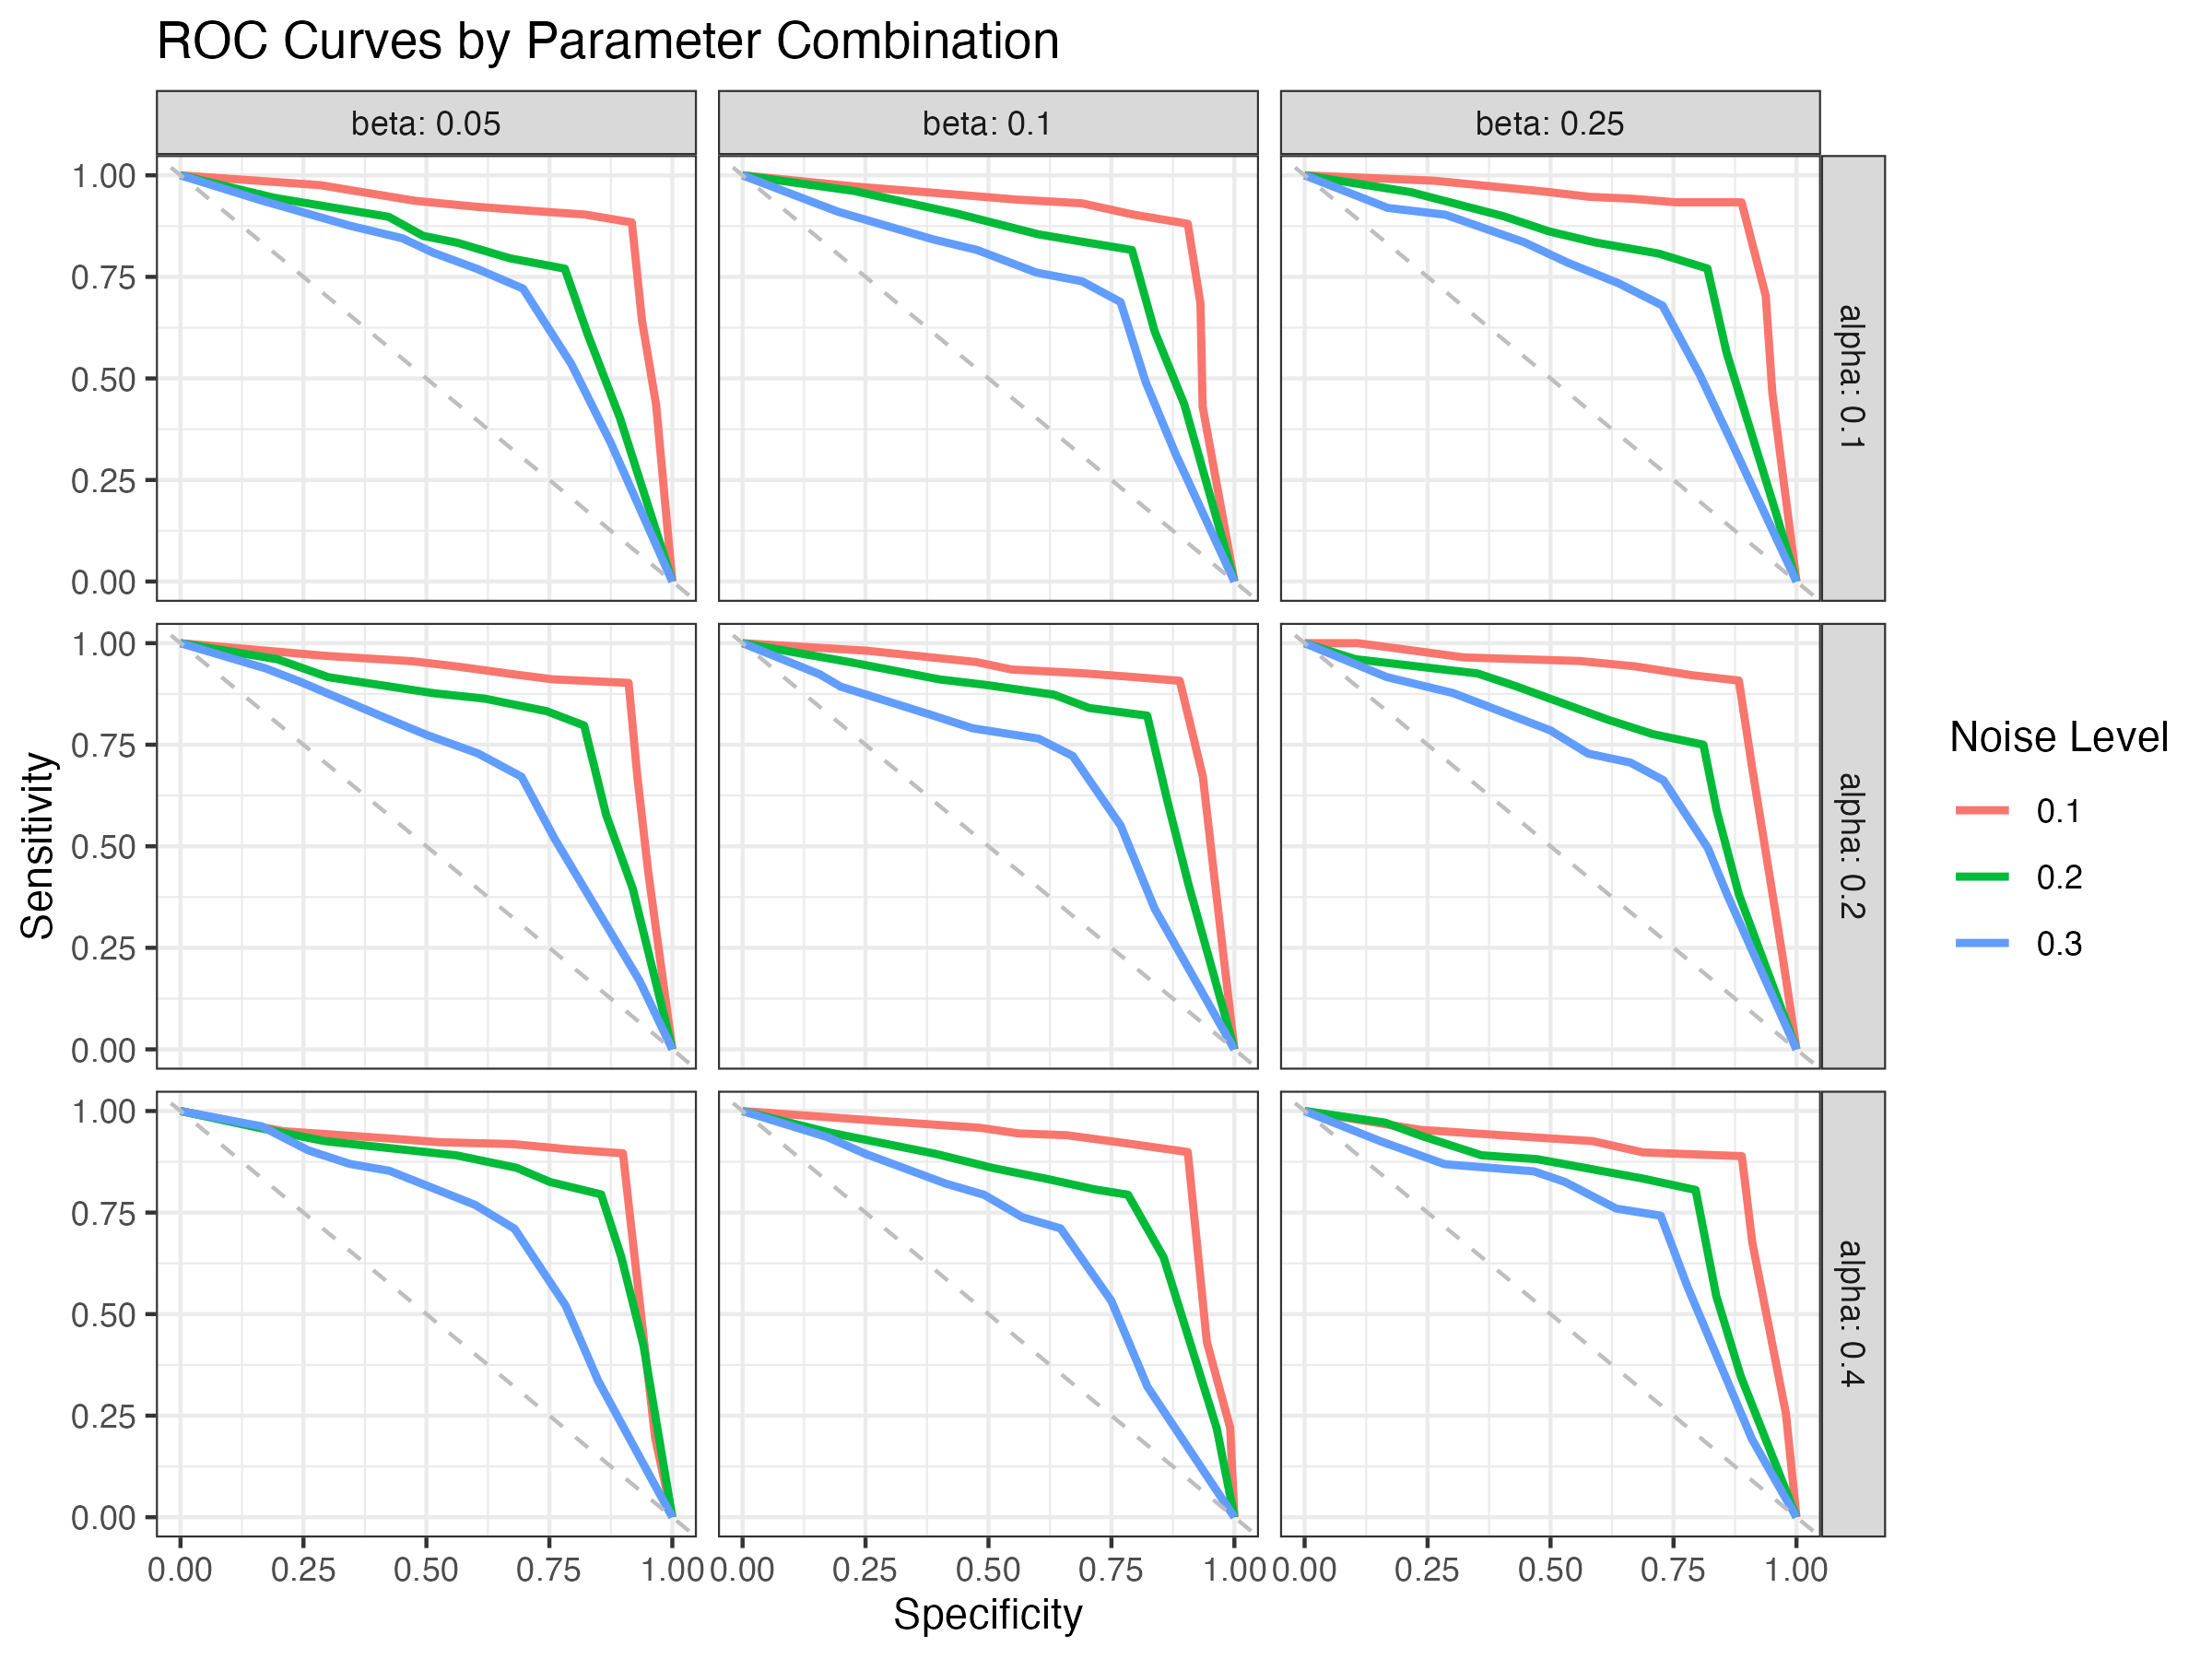 ROC Curves by Parameter Combination
beta: 0.05
beta: 0.1
beta: 0.25
1.00
0.75
0.50
0.25
0.00
alpha: 0.1
1.00
0.75
0.50
0.25
0.00
alpha: 0.2
1.00
0.75
0.50
0.25
0.00
alpha: 0.4
Sensitivity
0.00 0.25 0.50 0.75 1.00
0.00 0.25 0.50 0.75 1.00
0.00 0.25 0.50 0.75 1.00
Specificity
Noise Level
0.1
0.2
0.3